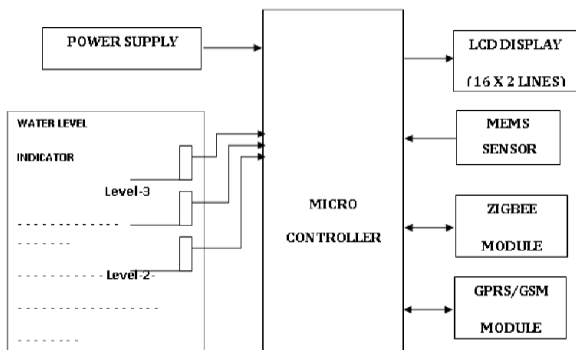 POWER SUPPLY
LCD DISPLAY
(16 X 2 LINES)
WATER LEVEL
INDICATOR
Level-3
Level-2-
MICRO
CONTROLLER
MEMS
SENSOR
ZIGBEE
MODULE
GPRS/GSM
MODULE